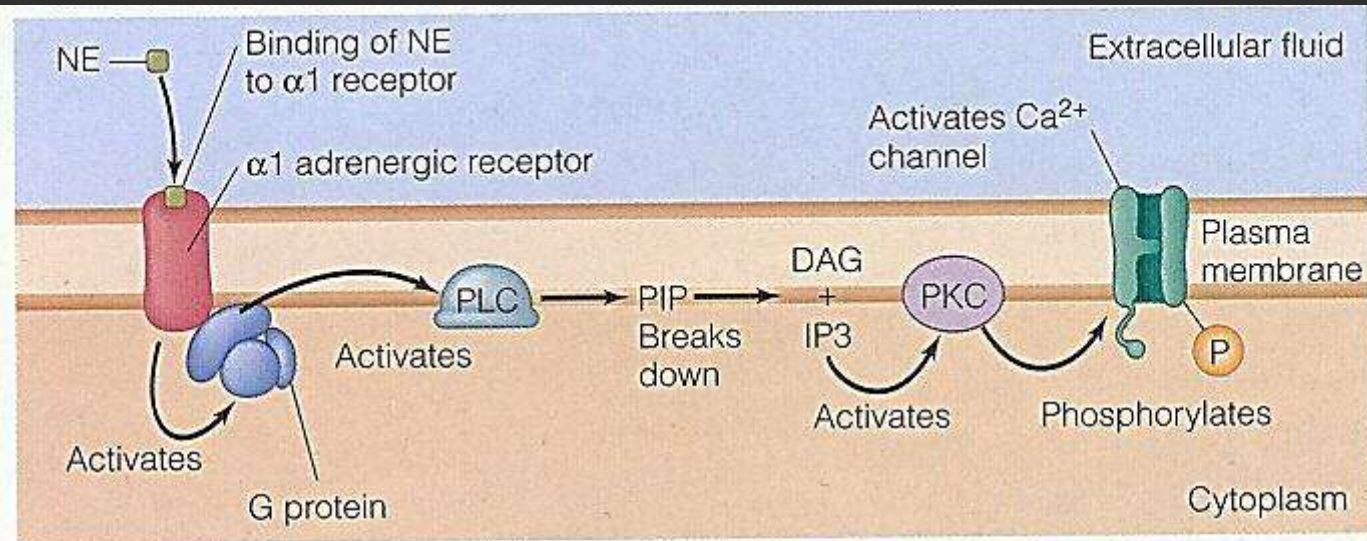 NE
Binding of NE
to α1 receptor
Extracellular fluid
Activates Ca²⁺
channel
α1 adrenergic receptor
Plasma
membrane
DAG
+
IP3
PLC
PIP
Breaks
down
PKC
P
Activates
Activates
Phosphorylates
Activates
G protein
Cytoplasm